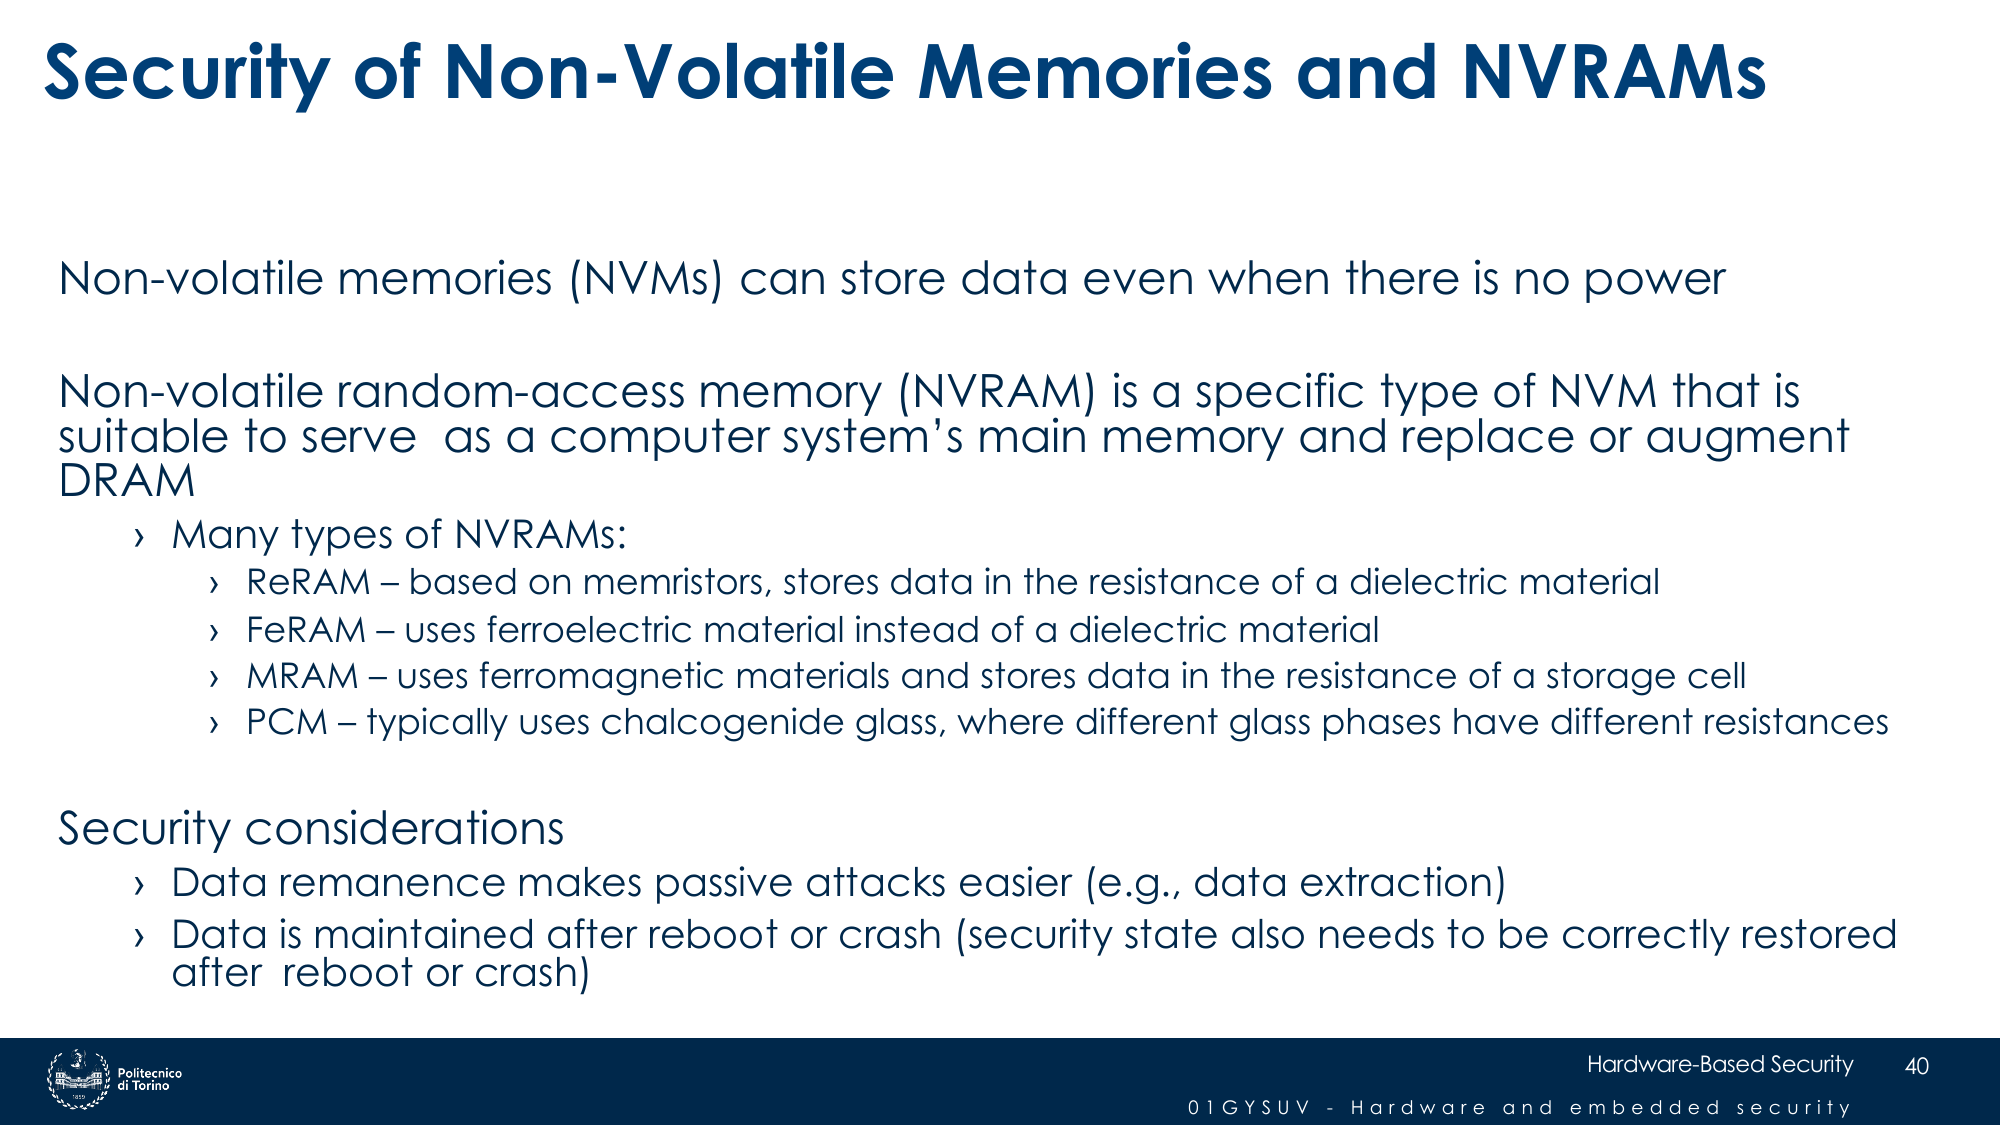 Security of Non-Volatile Memories and NVRAMs
Non-volatile memories (NVMs) can store data even when there is no power
Non-volatile random-access memory (NVRAM) is a specific type of NVM that is
suitable to serve  as a computer system’s main memory and replace or augment
DRAM
› Many types of NVRAMs:
› ReRAM – based on memristors, stores data in the resistance of a dielectric material
› FeRAM – uses ferroelectric material instead of a dielectric material
› MRAM – uses ferromagnetic materials and stores data in the resistance of a storage cell
› PCM – typically uses chalcogenide glass, where different glass phases have different resistances
Security considerations
› Data remanence makes passive attacks easier (e.g., data extraction)
› Data is maintained after reboot or crash (security state also needs to be correctly restored
after  reboot or crash)
1859
Politecnico
di Torino
Hardware-Based Security
40
01GYSUV - Hardware and embedded security